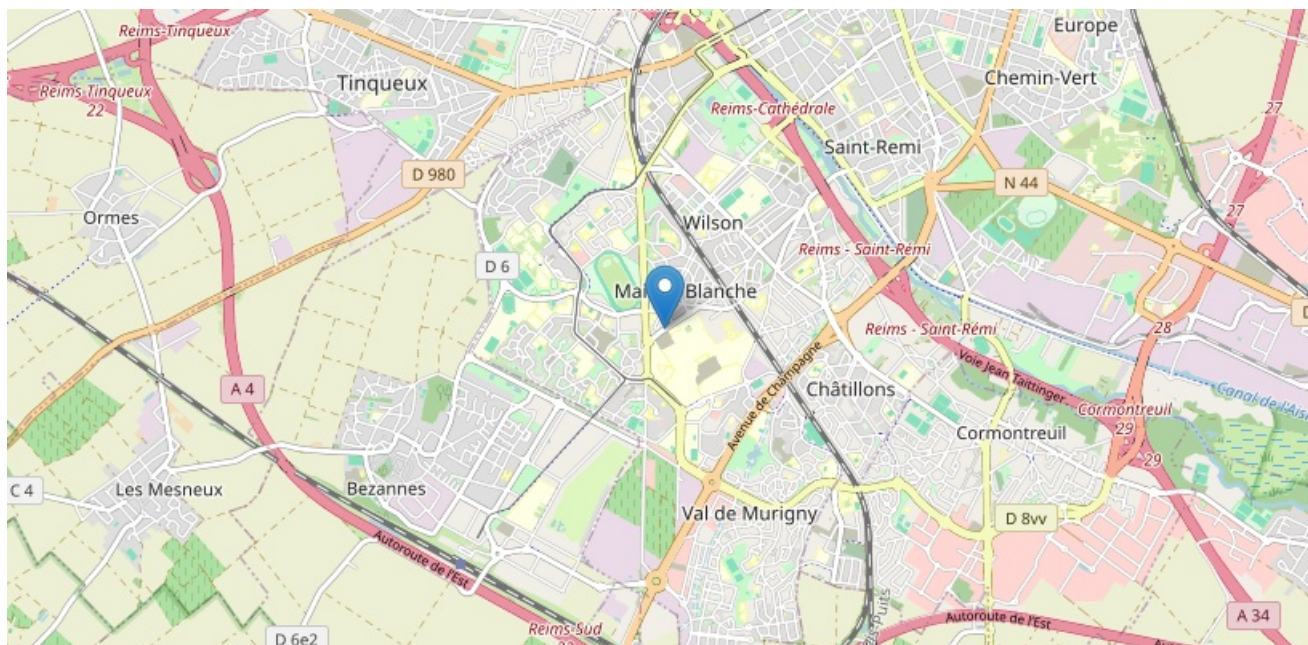 Europe
Reims-Tinqueux
Tinqueux
Chemin-Vert
Reims-Tinqueux
22
Reims-Cathédrale
27
Saint-Remi
D 980
N 44
Ormes
27
Wilson
Reims - Saint-Rémi
D 6
Blanche
Reims - Saint-Rémi
28
Voie Jean Taittinger
A 4
Avenue de Champagne
Châtillons
Canal de l'Ais
Cormontreuil
29
Cormontreuil
29
C 4
Les Mesneux
Bezannes
Val de Murigny
D 8vv
Autoroute de l'Est
A 34
Autoroute de l'Est
Reims-Sud
D 6e2